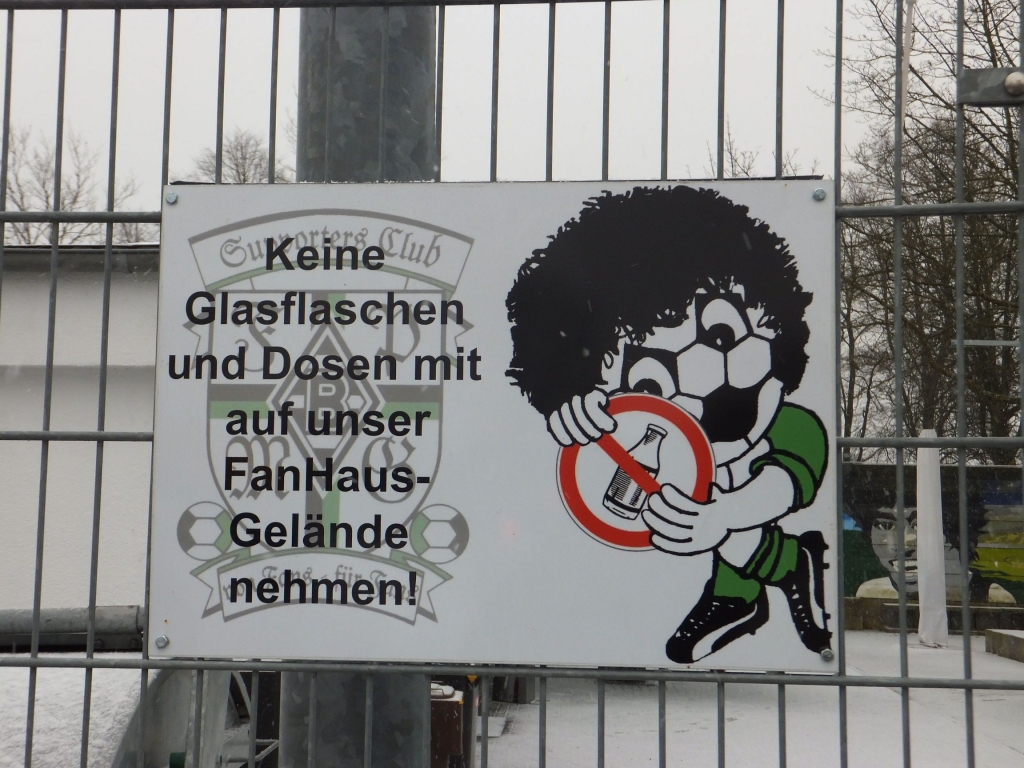 Supporters Club
Keine
Glasflaschen
und Dosen mit
auf unser
FanHaus-
Gelände
nehmen!
F P
B
M G